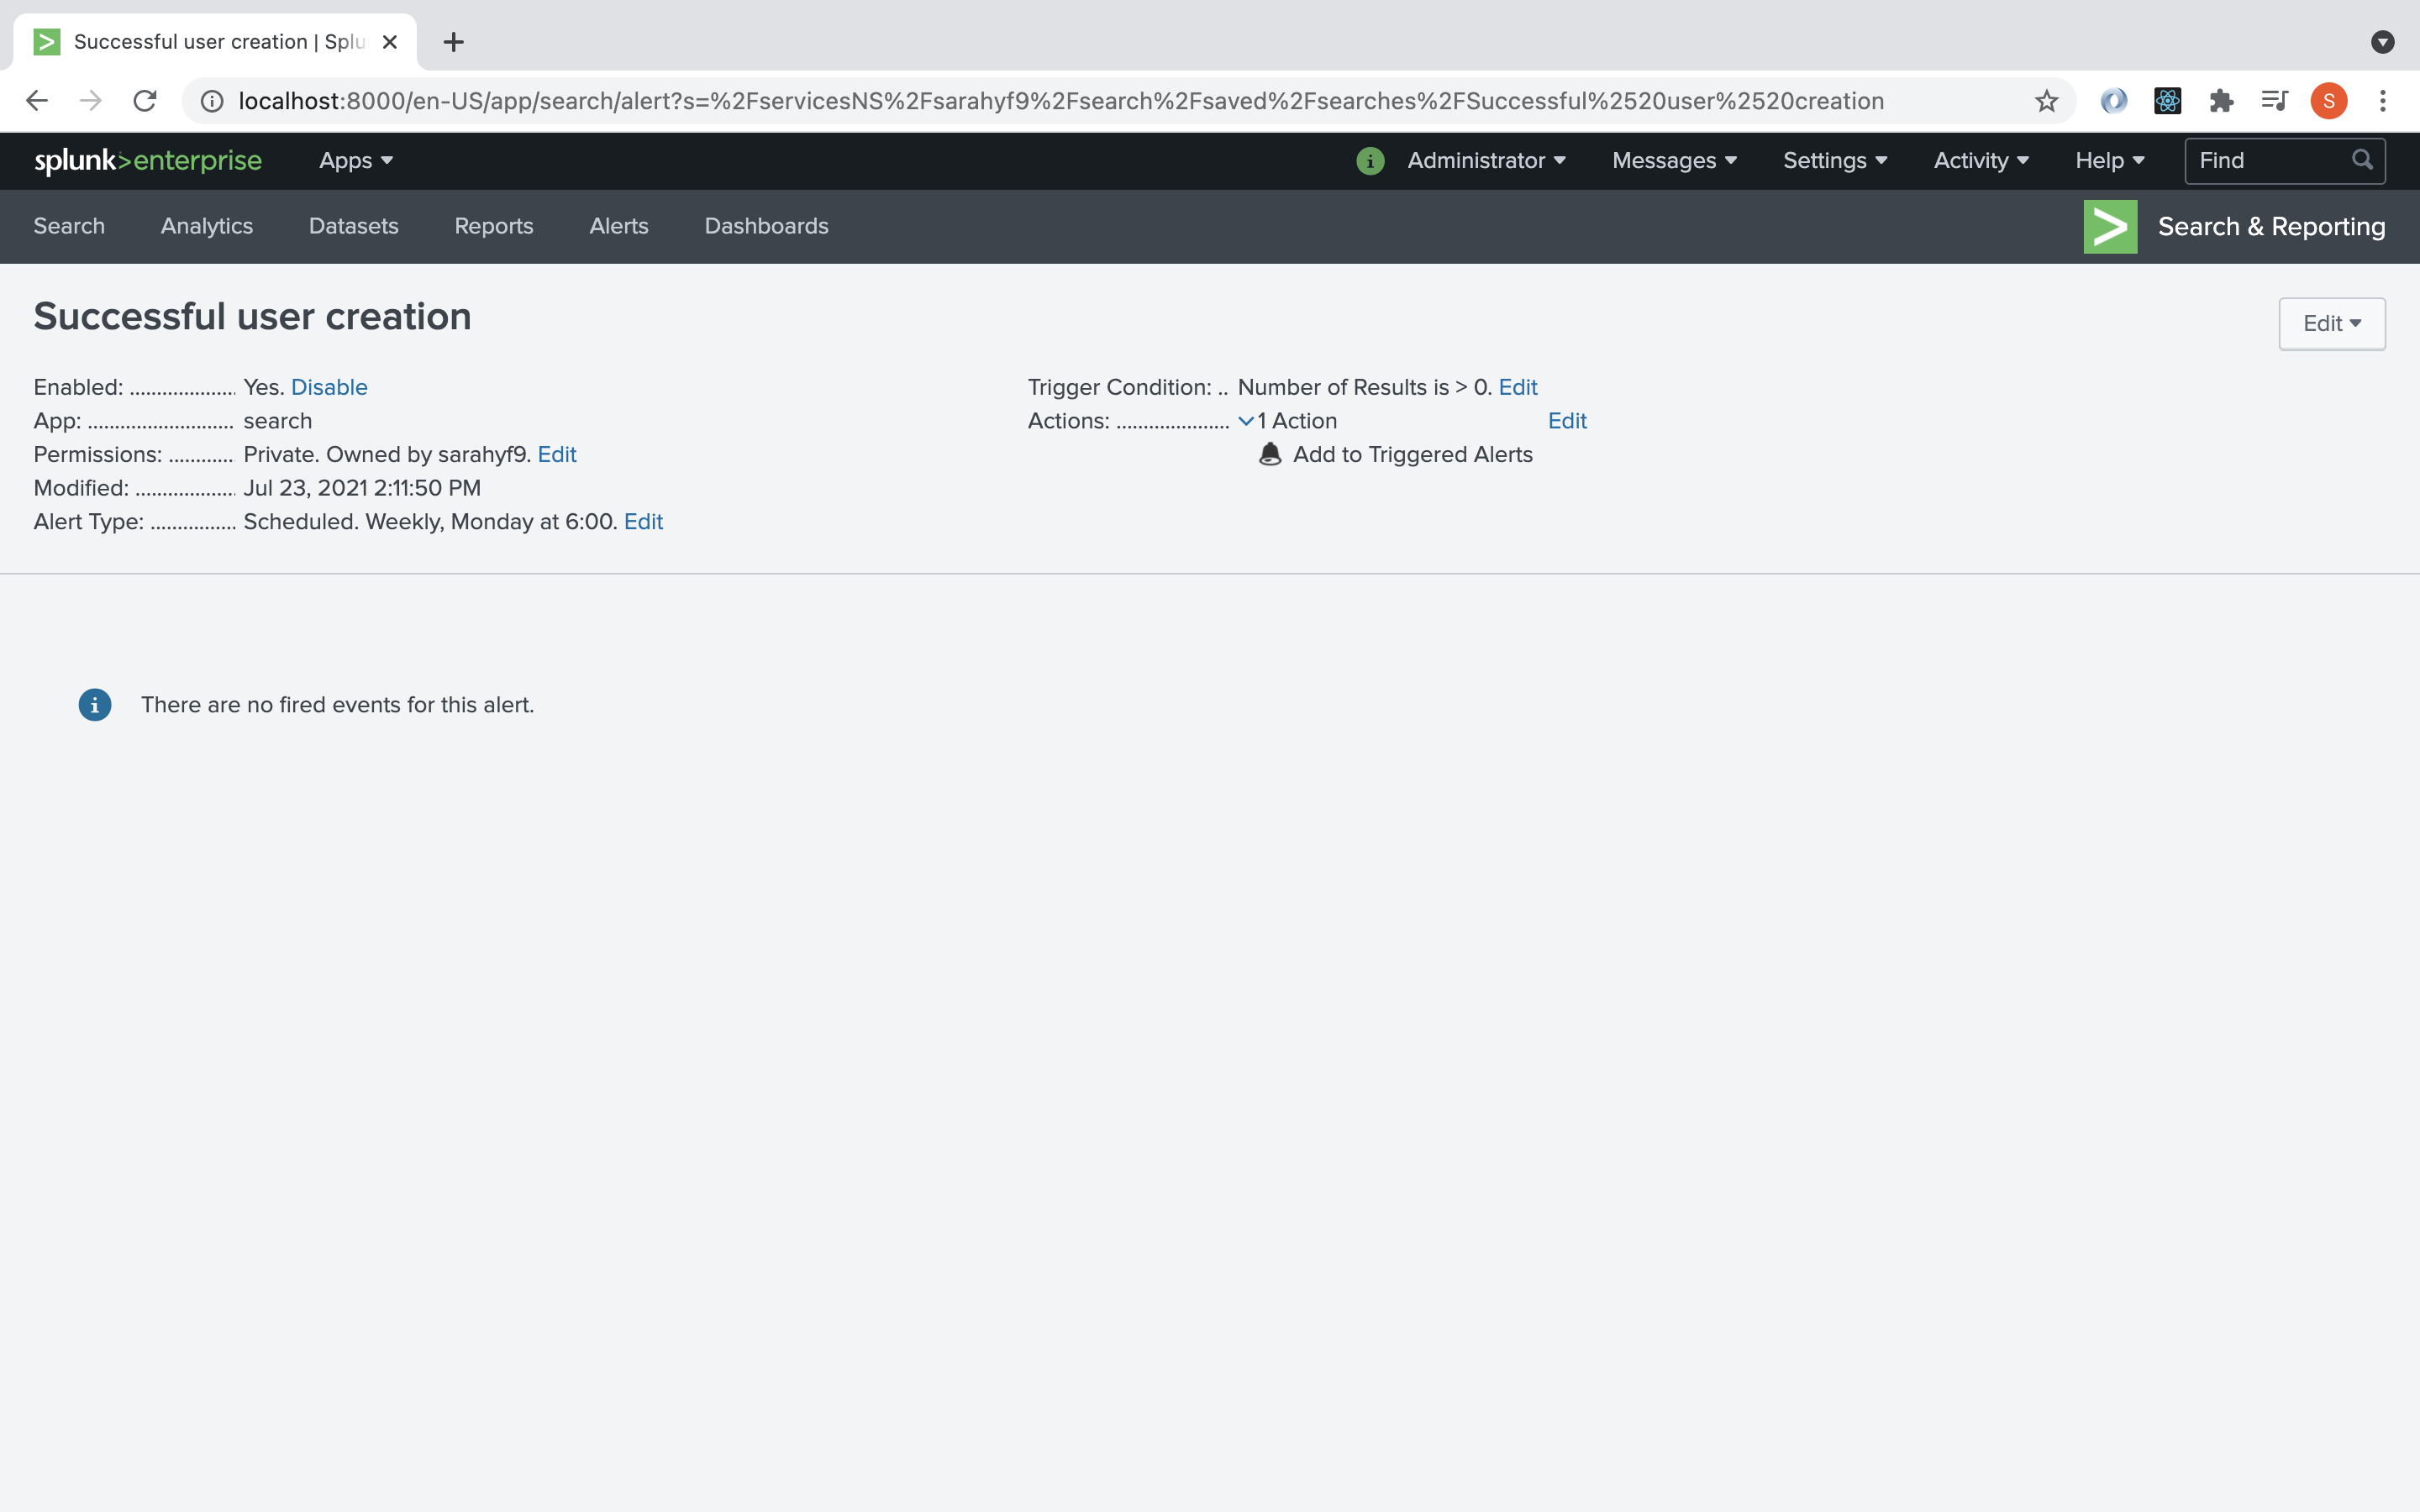 Successful user creation | Splu
localhost:8000/en-US/app/search/alert?s=%2FservicesNS%2Fsarahyf9%2Fsearch%2Fsaved%2Fsearches%2FSuccessful%2520user%2520creation
S
splunk>enterprise Apps Administrator Messages Settings Activity Help Find
Search Analytics Datasets Reports Alerts Dashboards Search & Reporting
Successful user creation
Edit
Enabled: ................... Yes. Disable
App: ........................... search
Permissions: ............ Private. Owned by sarahyf9. Edit
Modified: ................... Jul 23, 2021 2:11:50 PM
Alert Type: ................ Scheduled. Weekly, Monday at 6:00. Edit
Trigger Condition: .. Number of Results is > 0. Edit
Actions: ..................... 1 Action Edit
Add to Triggered Alerts
There are no fired events for this alert.